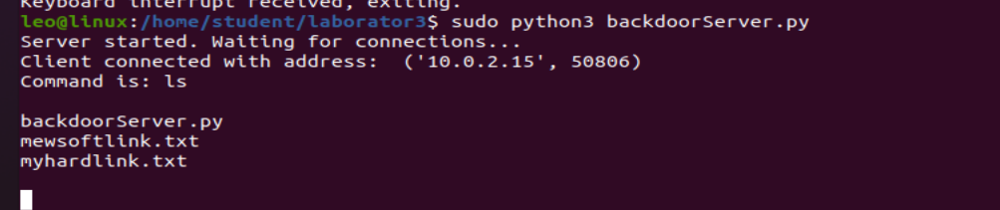 Keyboard interrupt received, exiting.
leo@linux:/home/student/laborator3$ sudo python3 backdoorServer.py
Server started. Waiting for connections...
Client connected with address:  ('10.0.2.15', 50806)
Command is: ls
backdoorServer.py
mewsoftlink.txt
myhardlink.txt